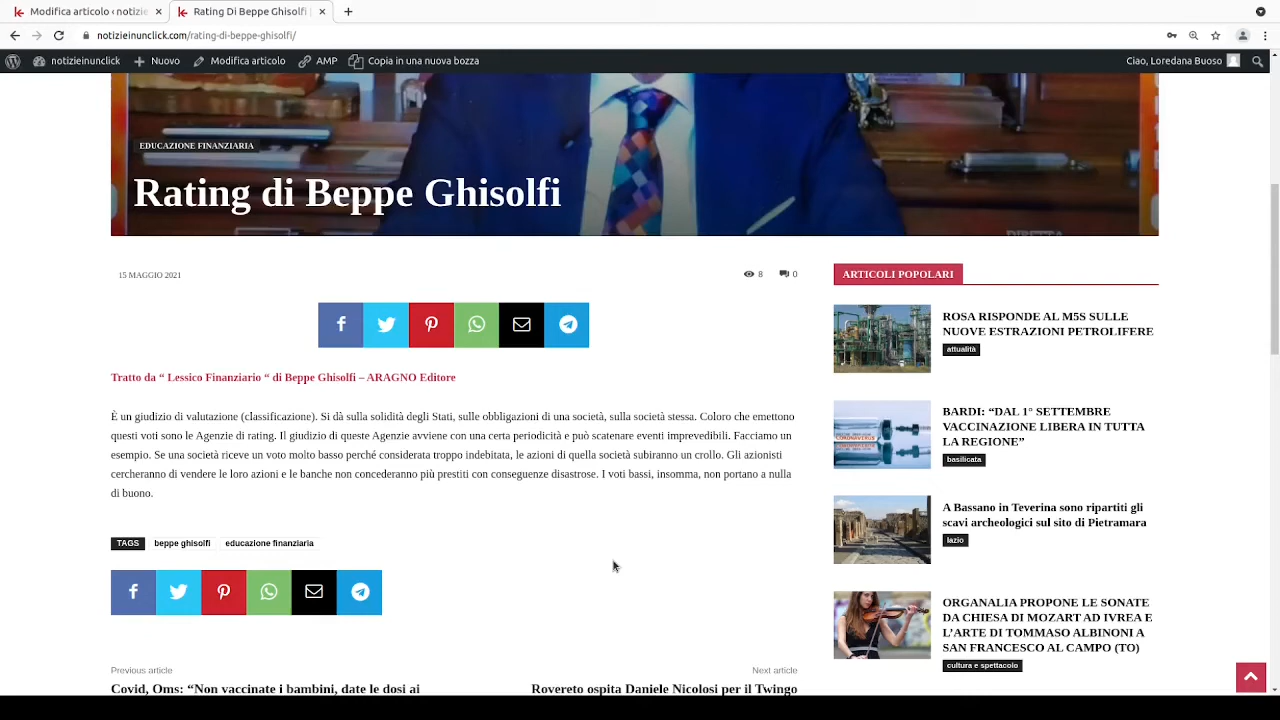 Modifica articolo ‹ notizie
Rating Di Beppe Ghisolfi |
notizieinunclick.com/rating-di-beppe-ghisolfi/
notizieinunclick
Nuovo
Modifica articolo
AMP
Copia in una nuova bozza
Ciao, Loredana Buoso
EDUCAZIONE FINANZIARIA
Rating di Beppe Ghisolfi
DIRETTA
15 MAGGIO 2021
8
0
Tratto da “ Lessico Finanziario “ di Beppe Ghisolfi – ARAGNO Editore
È un giudizio di valutazione (classificazione). Si dà sulla solidità degli Stati, sulle obbligazioni di una società, sulla società stessa. Coloro che emettono
questi voti sono le Agenzie di rating. Il giudizio di queste Agenzie avviene con una certa periodicità e può scatenare eventi imprevedibili. Facciamo un
esempio. Se una società riceve un voto molto basso perché considerata troppo indebitata, le azioni di quella società subiranno un crollo. Gli azionisti
cercheranno di vendere le loro azioni e le banche non concederanno più prestiti con conseguenze disastrose. I voti bassi, insomma, non portano a nulla
di buono.
TAGS
beppe ghisolfi
educazione finanziaria
Previous article
Covid, Oms: “Non vaccinate i bambini, date le dosi ai
Next article
Rovereto ospita Daniele Nicolosi per il Twingo
ARTICOLI POPOLARI
ROSA RISPONDE AL M5S SULLE
NUOVE ESTRAZIONI PETROLIFERE
attualità
BARDI: “DAL 1° SETTEMBRE
VACCINAZIONE LIBERA IN TUTTA
LA REGIONE”
basilicata
A Bassano in Teverina sono ripartiti gli
scavi archeologici sul sito di Pietramara
lazio
ORGANALIA PROPONE LE SONATE
DA CHIESA DI MOZART AD IVREA E
L’ARTE DI TOMMASO ALBINONI A
SAN FRANCESCO AL CAMPO (TO)
cultura e spettacolo